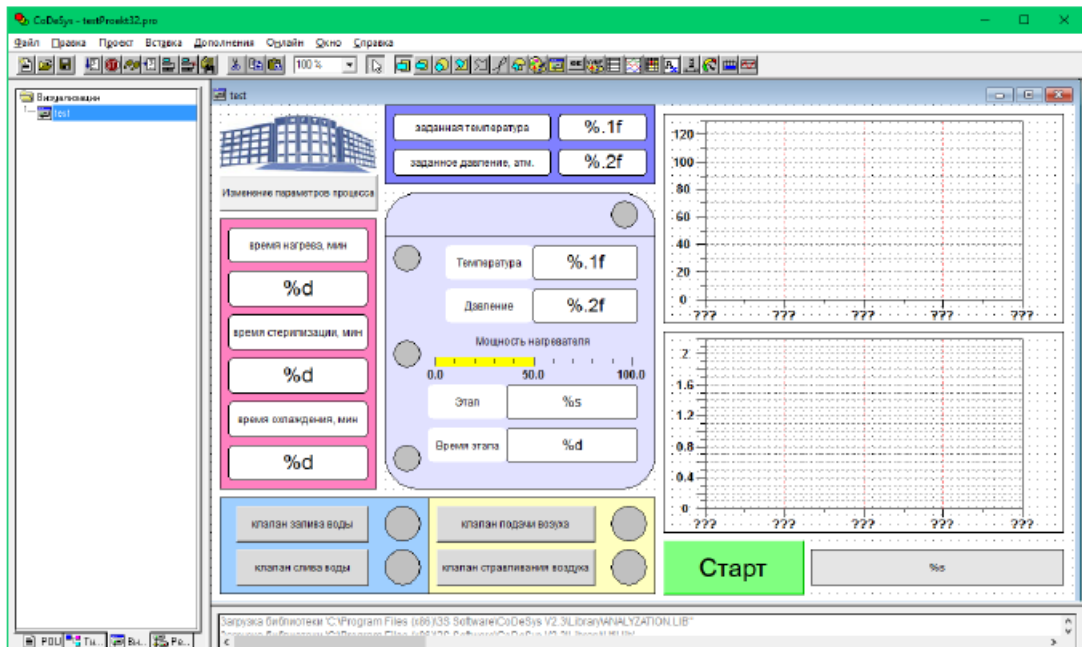 CoDeSys - testProekt32.pro
Файл Правка Проект Вставка Дополнения Онлайн Окно Справка
100 %
Визуализации
test
test
Изменение параметров процесса
заданная температура %.1f
заданное давление, атм. %.2f
время нагрева, мин
%d
время стерилизации, мин
%d
время охлаждения, мин
%d
Температура %.1f
Давление %.2f
Мощность нагревателя
0.0 50.0 100.0
Этап %s
Время этапа %d
120
100
80
60
40
20
0
??? ??? ??? ??? ???
2
1.6
1.2
0.8
0.4
0
??? ??? ??? ??? ???
клапан залива воды
клапан подачи возуха
клапан слива воды
клапан стравливания воздуха
Старт
%s
Загрузка библиотеки "C:\Program Files (x86)\3S Software\CoDeSys V2.3\Library\ANALYZATION.LIB"
POU Ти... Ви... Ре...